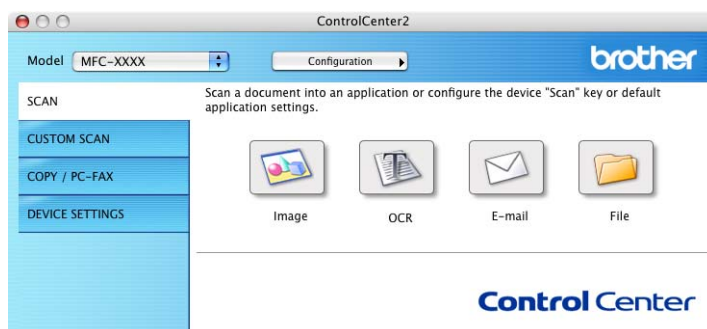 ControlCenter2
Model MFC-XXXX Configuration brother
SCAN
CUSTOM SCAN
COPY / PC-FAX
DEVICE SETTINGS
Scan a document into an application or configure the device "Scan" key or default
application settings.
Image OCR E-mail File
Control Center